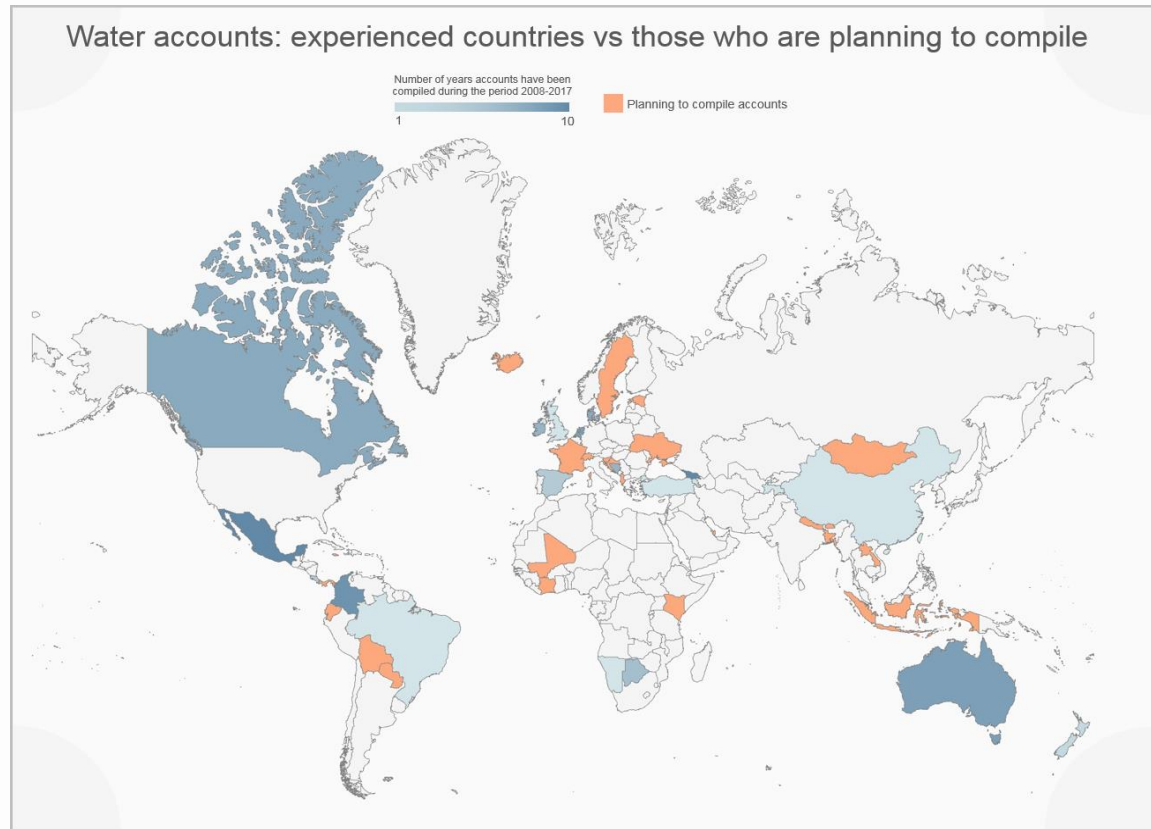 Water accounts: experienced countries vs those who are planning to compile
Number of years accounts have been
compiled during the period 2008-2017
1 10
Planning to compile accounts